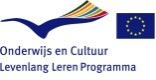 Onderwijs en Cultuur
Levenlang Leren Programma